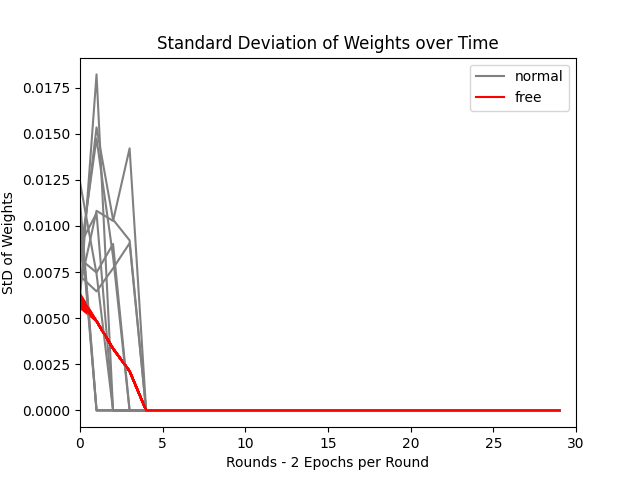 Standard Deviation of Weights over Time
normal
free
StD of Weights
0.0175
0.0150
0.0125
0.0100
0.0075
0.0050
0.0025
0.0000
0 5 10 15 20 25 30
Rounds - 2 Epochs per Round